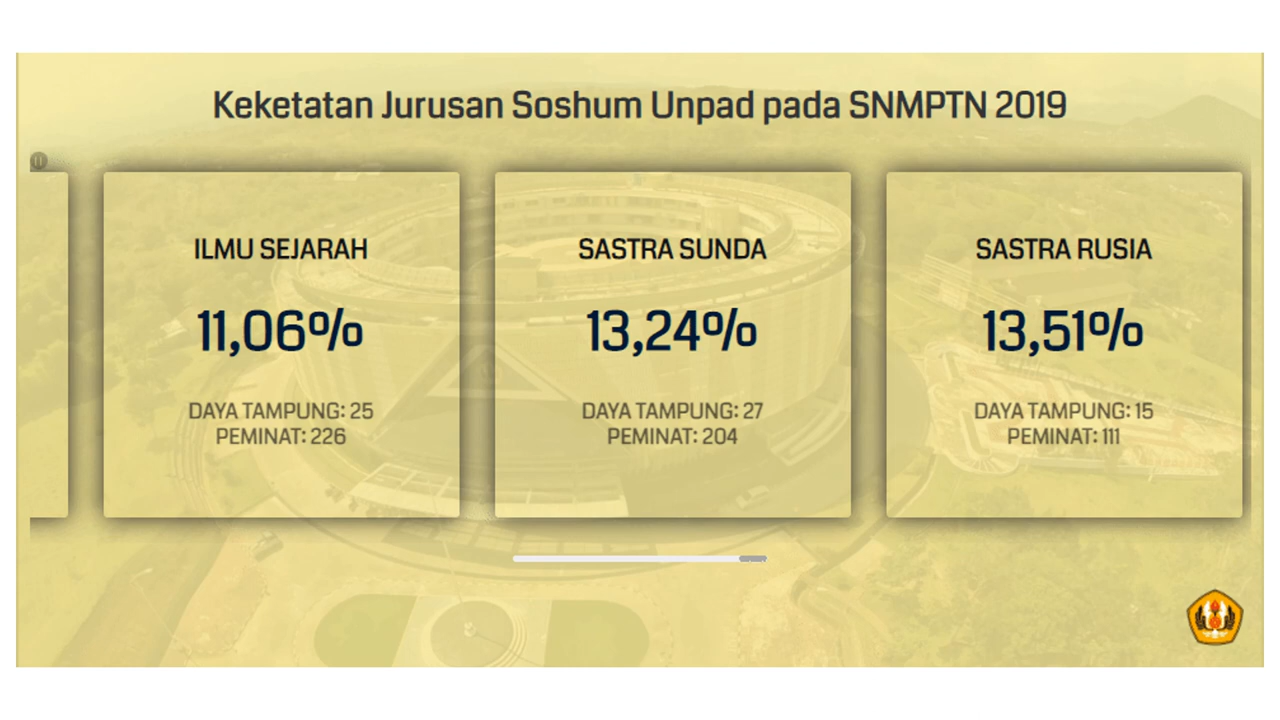 Keketatan Jurusan Soshum Unpad pada SNMPTN 2019
ILMU SEJARAH
11,06%
DAYA TAMPUNG: 25
PEMINAT: 226
SASTRA SUNDA
13,24%
DAYA TAMPUNG: 27
PEMINAT: 204
SASTRA RUSIA
13,51%
DAYA TAMPUNG: 15
PEMINAT: 111